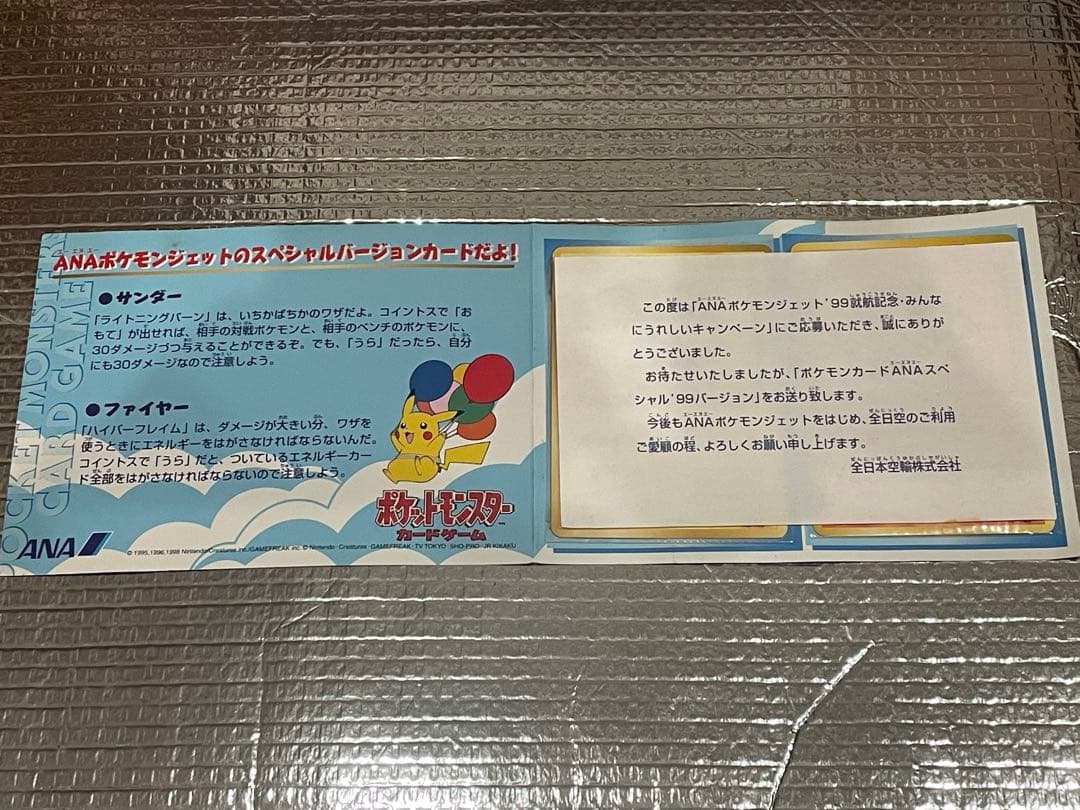 POCKET MONSTERS
CARD GAME
ANAポケモンジェットのスペシャルバージョンカードだよ!
●サンダー
「ライトニングバーン」は、いちかばちかのワザだよ。コイントスで「お
もて」が出せれば、相手の対戦ポケモンと、相手のベンチのポケモンに、
30ダメージづつ与えることができるぞ。でも、「うら」だったら、自分
にも30ダメージなので注意しよう。
●ファイヤー
「ハイパーフレイム」は、ダメージが大きい分、ワザを
使うときにエネルギーをはがさなければならないんだ。
コイントスで「うら」だと、ついているエネルギーカー
ド全部をはがさなければならないので注意しよう。
ポケットモンスター
カードゲーム
ANA
© 1995,1996,1998 Nintendo/Creatures inc./GAMEFREAK inc. © Nintendo・Creatures・GAMEFREAK・TV TOKYO・SHO-PRO・JR KIKAKU
この度は「ANAポケモンジェット'99就航記念・みんな
にうれしいキャンペーン」にご応募いただき、誠にありが
とうございました。
お待たせいたしましたが、「ポケモンカードANAスペ
シャル'99バージョン」をお送り致します。
今後もANAポケモンジェットをはじめ、全日空のご利用
ご愛顧の程、よろしくお願い申し上げます。
全日本空輸株式会社